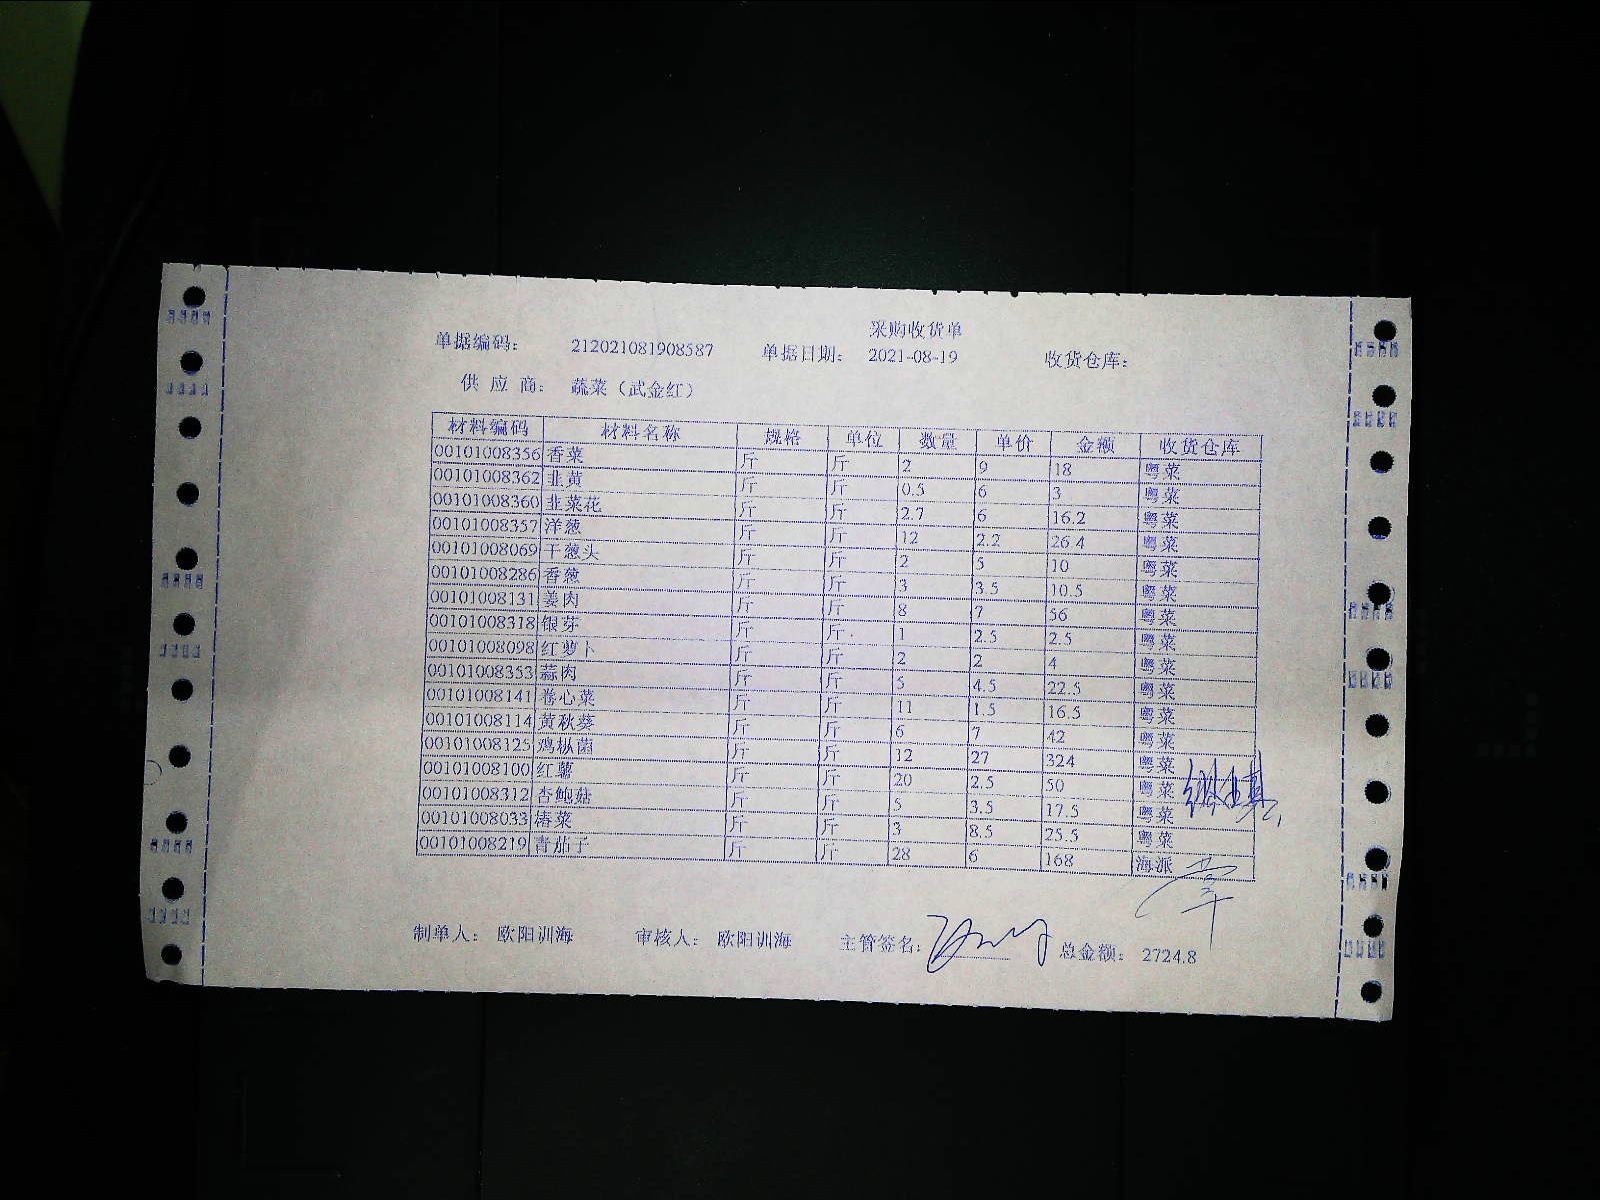 采购收货单
单据编码： 212021081908587 单据日期： 2021-08-19 收货仓库：
供 应 商： 蔬菜（武金红）
材料编码 材料名称 规格 单位 数量 单价 金额 收货仓库
00101008356 香菜 斤 斤 2 9 18 粤菜
00101008362 韭黄 斤 斤 0.5 6 3 粤菜
00101008360 韭菜花 斤 斤 2.7 6 16.2 粤菜
00101008357 洋葱 斤 斤 12 2.2 26.4 粤菜
00101008069 干葱头 斤 斤 2 5 10 粤菜
00101008286 香葱 斤 斤 3 3.5 10.5 粤菜
00101008131 姜肉 斤 斤 8 7 56 粤菜
00101008318 银芽 斤 斤 1 2.5 2.5 粤菜
00101008098 红萝卜 斤 斤 2 2 4 粤菜
00101008353 蒜肉 斤 斤 5 4.5 22.5 粤菜
00101008141 卷心菜 斤 斤 11 1.5 16.5 粤菜
00101008114 黄秋葵 斤 斤 6 7 42 粤菜
00101008125 鸡枞菌 斤 斤 12 27 324 粤菜
00101008100 红薯 斤 斤 20 2.5 50 粤菜
00101008312 杏鲍菇 斤 斤 5 3.5 17.5 粤菜
00101008033 椿菜 斤 斤 3 8.5 25.5 粤菜
00101008219 青茄子 斤 斤 28 6 168 海派
制单人： 欧阳训海 审核人： 欧阳训海 主管签名： 总金额： 2724.8